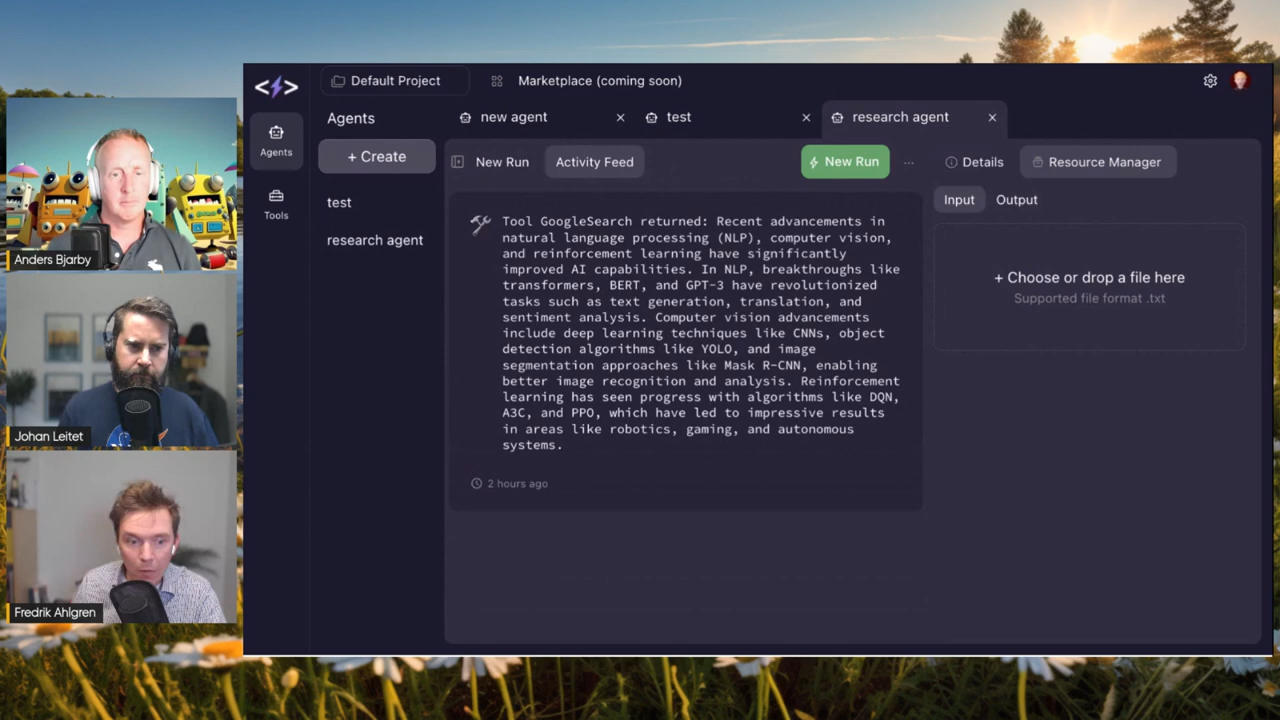 Anders Bjarby
Johan Leitet
Fredrik Ahlgren
Default Project
Marketplace (coming soon)
Agents
Tools
Agents
+ Create
test
research agent
new agent
test
research agent
New Run
Activity Feed
New Run
Details
Resource Manager
Input
Output
Tool GoogleSearch returned: Recent advancements in
natural language processing (NLP), computer vision,
and reinforcement learning have significantly
improved AI capabilities. In NLP, breakthroughs like
transformers, BERT, and GPT-3 have revolutionized
tasks such as text generation, translation, and
sentiment analysis. Computer vision advancements
include deep learning techniques like CNNs, object
detection algorithms like YOLO, and image
segmentation approaches like Mask R-CNN, enabling
better image recognition and analysis. Reinforcement
learning has seen progress with algorithms like DQN,
A3C, and PPO, which have led to impressive results
in areas like robotics, gaming, and autonomous
systems.
2 hours ago
+ Choose or drop a file here
Supported file format .txt